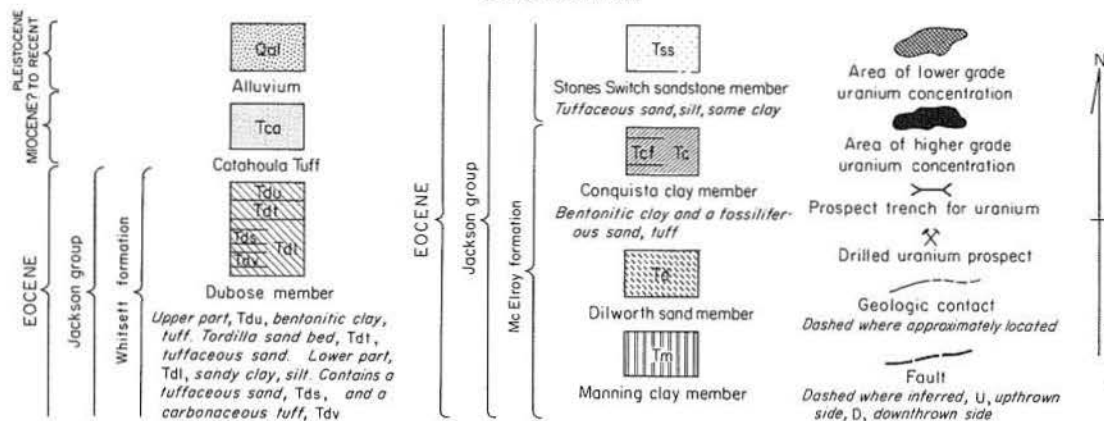 PLEISTOCENE
TO RECENT
MIOCENE?
EOCENE
Jackson group
Whitsett formation
Qal
Alluvium
Tca
Catahoula Tuff
Tdu
Tdt
Tds
Tdv
Tdl
Dubose member
Upper part, Tdu, bentonitic clay,
tuff. Tordilla sand bed, Tdt,
tuffaceous sand. Lower part,
Tdl, sandy clay, silt. Contains a
tuffaceous sand, Tds, and a
carbonaceous tuff, Tdv
EOCENE
Jackson group
Mc Elroy formation
Tss
Stones Switch sandstone member
Tuffaceous sand, silt, some clay
Tcf Tc
Conquista clay member
Bentonitic clay and a fossilifer-
ous sand, tuff
Td
Dilworth sand member
Tm
Manning clay member
Area of lower grade
uranium concentration
Area of higher grade
uranium concentration
Prospect trench for uranium
Drilled uranium prospect
Geologic contact
Dashed where approximately located
Fault
Dashed where inferred, U, upthrown
side, D, downthrown side
N